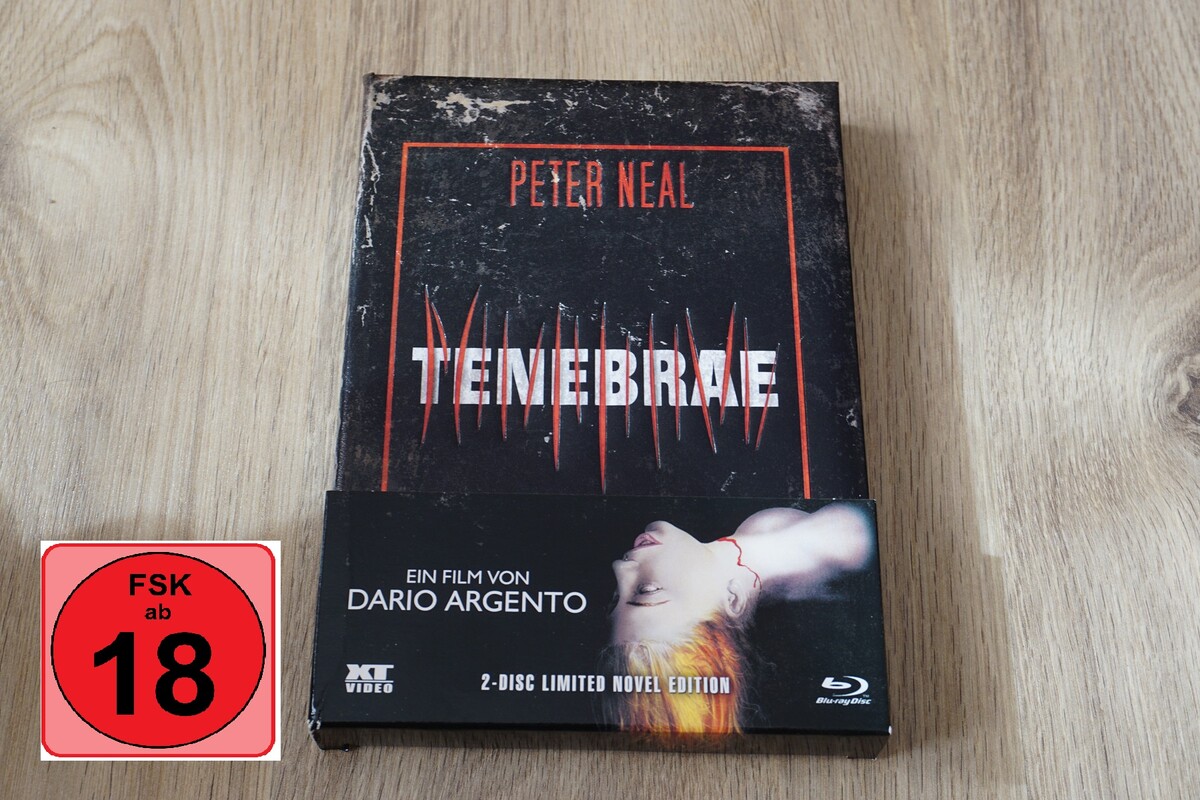 PETER NEAL
TENEBRAE
EIN FILM VON
DARIO ARGENTO
XT
VIDEO
2-DISC LIMITED NOVEL EDITION
Blu-ray Disc
TM
FSK
ab
18